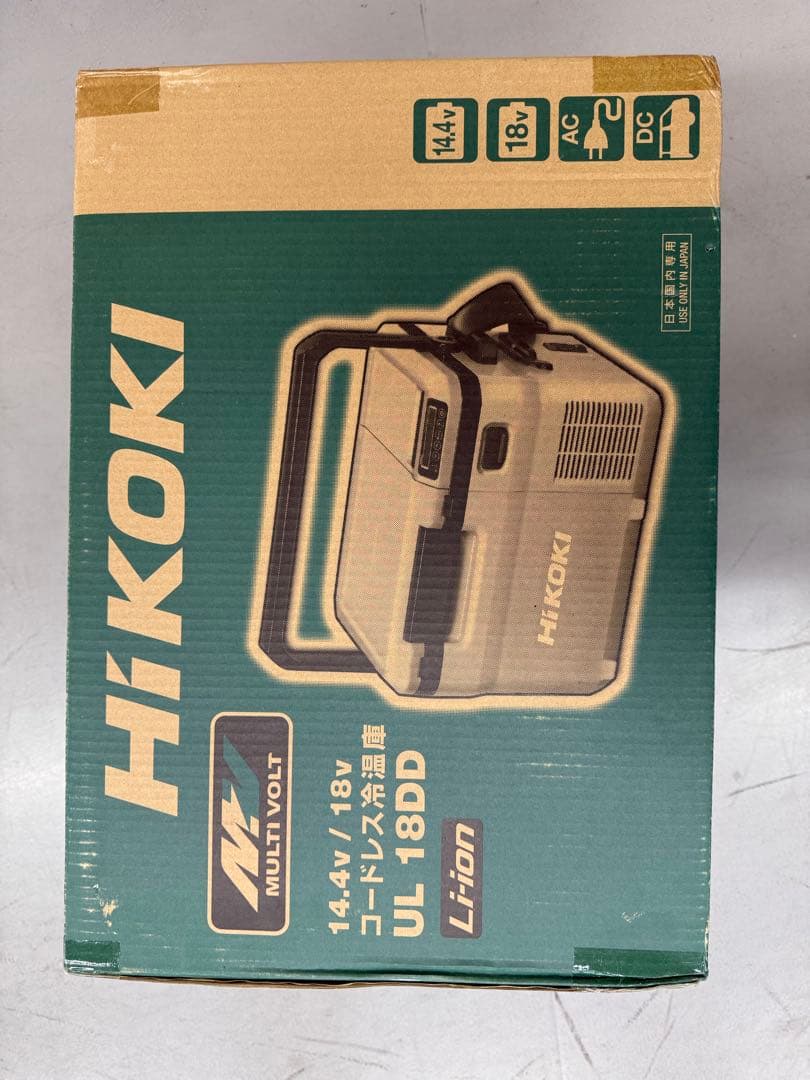 HiKOKI
MV
MULTI VOLT
14.4v / 18v
コードレス冷温庫
UL 18DD
Li-ion
HiKOKI
14.4v
18v
AC
DC
日本国内専用
USE ONLY IN JAPAN